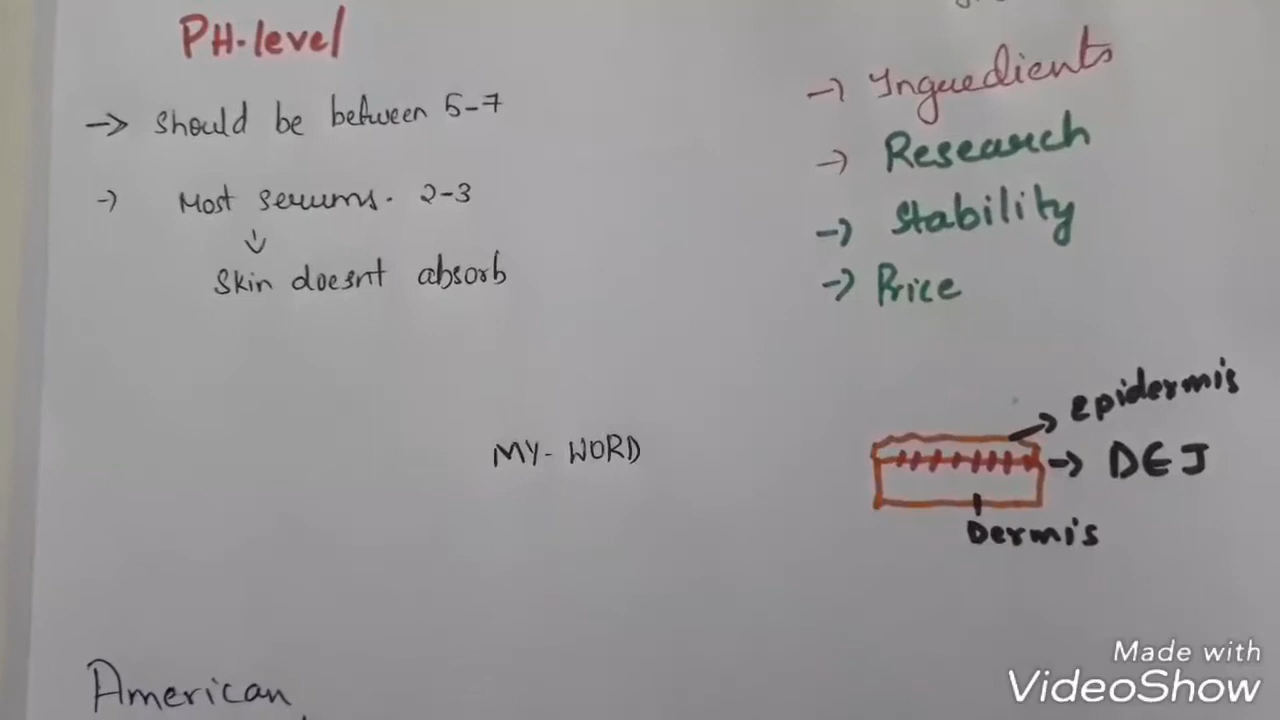 PH-level
→ Should be between 5-7
→ Most serums. 2-3
↓
Skin doesnt absorb
→ Ingredients
→ Research
→ Stability
→ Price
MY-WORD
→ epidermis
→ DEJ
Dermis
American
Made with
VideoShow